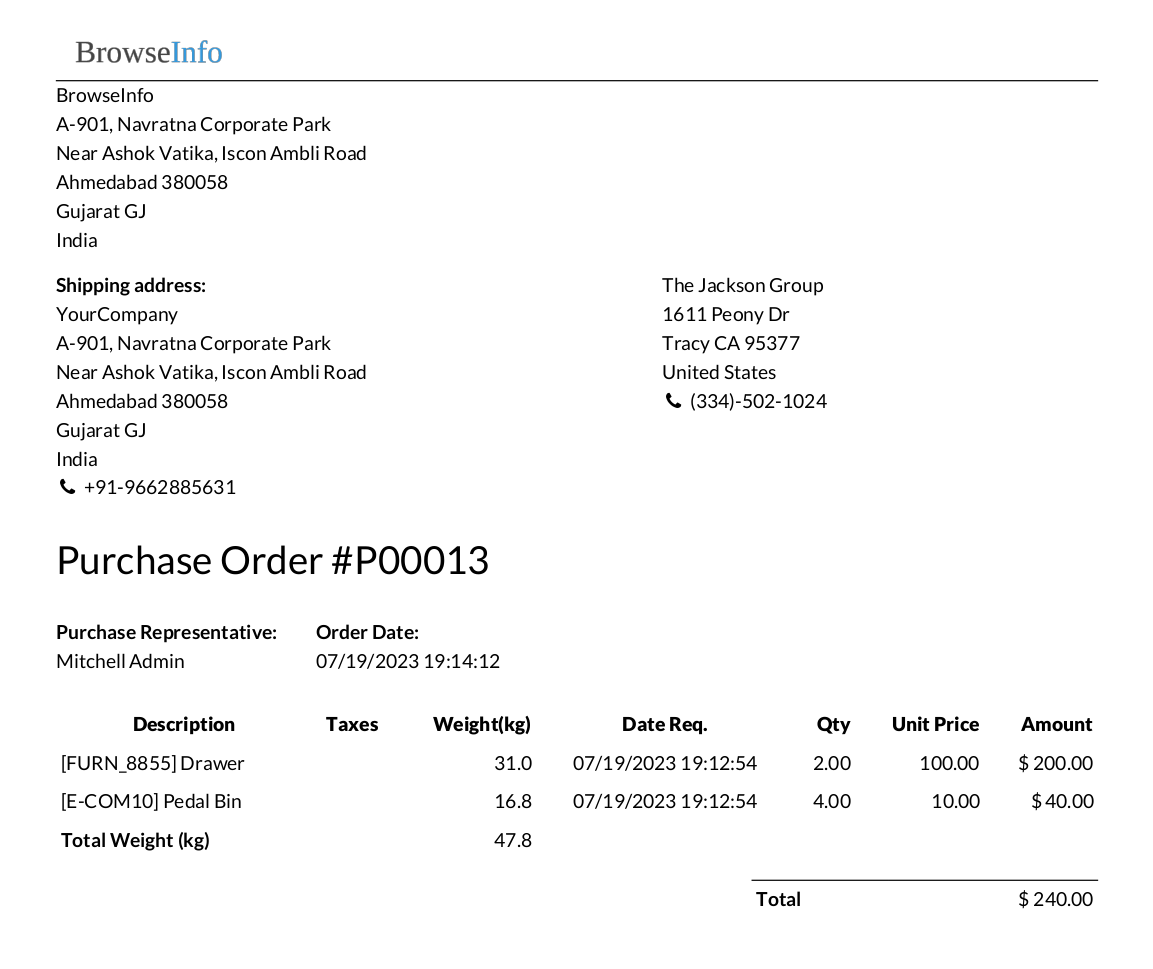 BrowseInfo
BrowseInfo
A-901, Navratna Corporate Park
Near Ashok Vatika, Iscon Ambli Road
Ahmedabad 380058
Gujarat GJ
India
Shipping address:
YourCompany
A-901, Navratna Corporate Park
Near Ashok Vatika, Iscon Ambli Road
Ahmedabad 380058
Gujarat GJ
India
+91-9662885631
The Jackson Group
1611 Peony Dr
Tracy CA 95377
United States
(334)-502-1024
Purchase Order #P00013
Purchase Representative: Order Date:
Mitchell Admin 07/19/2023 19:14:12
Description Taxes Weight(kg) Date Req. Qty Unit Price Amount
[FURN_8855] Drawer 31.0 07/19/2023 19:12:54 2.00 100.00 $ 200.00
[E-COM10] Pedal Bin 16.8 07/19/2023 19:12:54 4.00 10.00 $ 40.00
Total Weight (kg) 47.8
Total $ 240.00